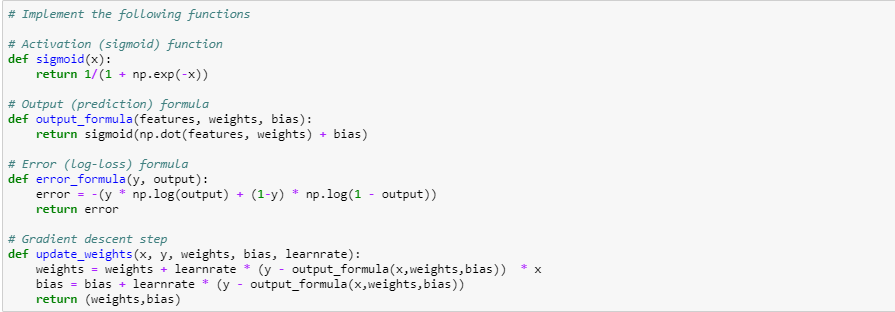 # Implement the following functions
# Activation (sigmoid) function
def sigmoid(x):
    return 1/(1 + np.exp(-x))
# Output (prediction) formula
def output_formula(features, weights, bias):
    return sigmoid(np.dot(features, weights) + bias)
# Error (log-loss) formula
def error_formula(y, output):
    error = -(y * np.log(output) + (1-y) * np.log(1 - output))
    return error
# Gradient descent step
def update_weights(x, y, weights, bias, learnrate):
    weights = weights + learnrate * (y - output_formula(x,weights,bias))  * x
    bias = bias + learnrate * (y - output_formula(x,weights,bias))
    return (weights,bias)